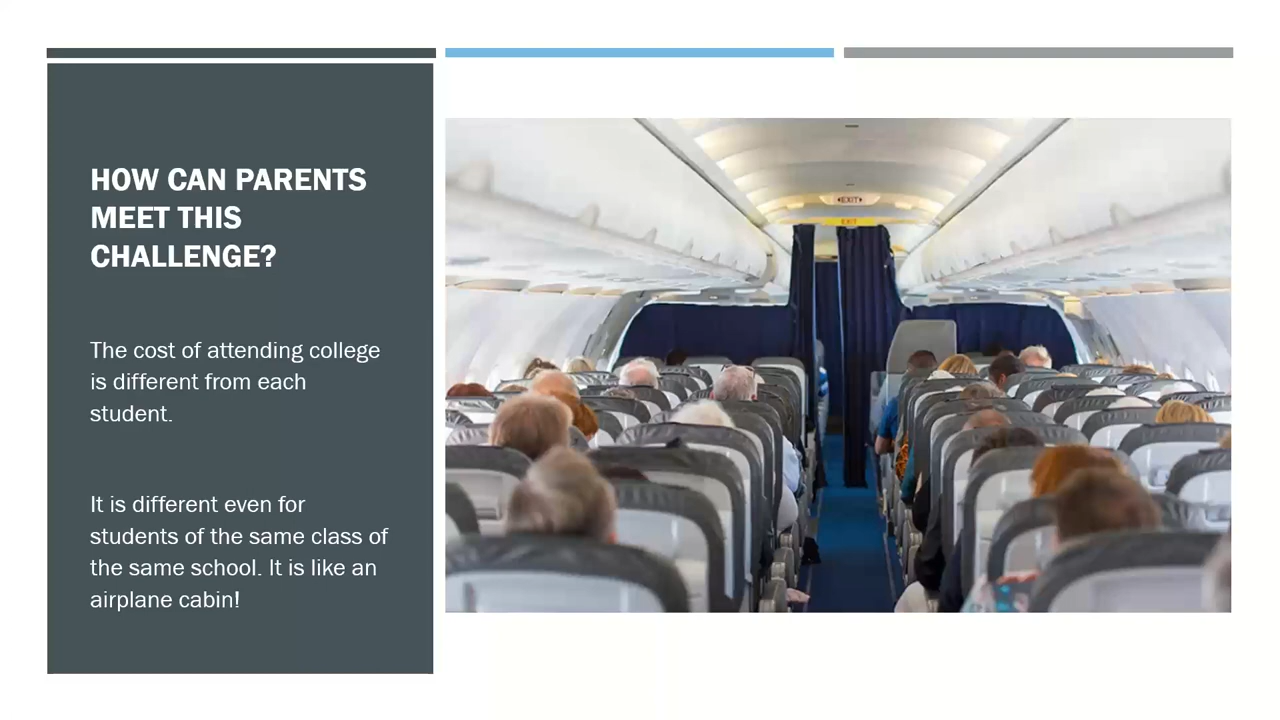 HOW CAN PARENTS
MEET THIS
CHALLENGE?
The cost of attending college
is different from each
student.
It is different even for
students of the same class of
the same school. It is like an
airplane cabin!
EXIT
EXIT